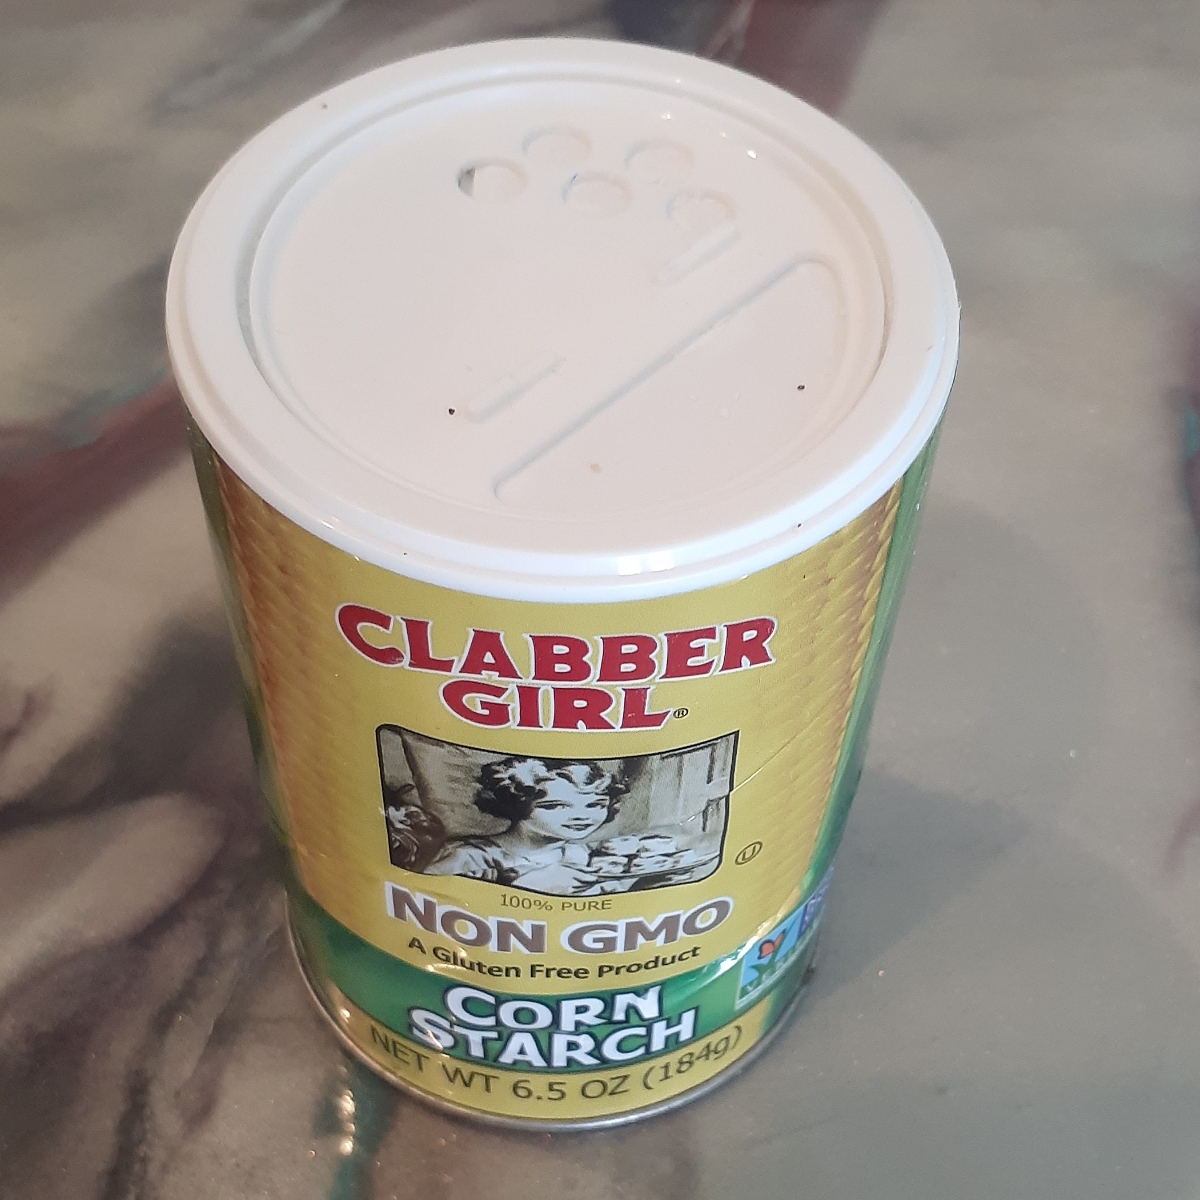 CLABBER
GIRL®
U
100% PURE
NON GMO
A Gluten Free Product
CORN
STARCH
NET WT 6.5 OZ (184g)